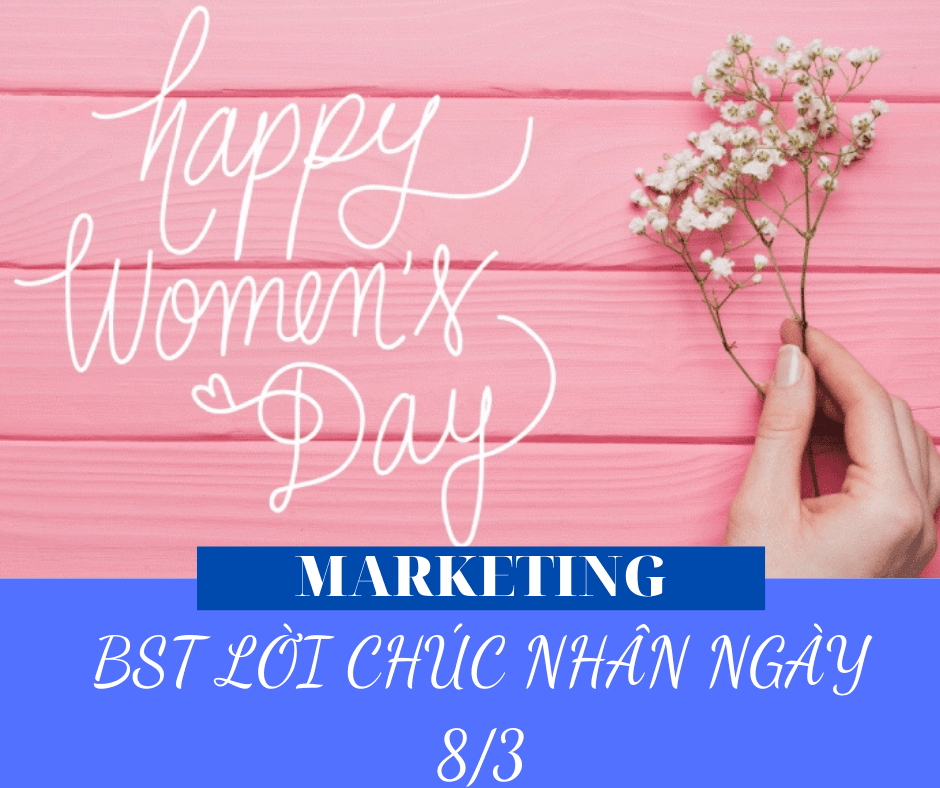 happy
Women's
Day
MARKETING
BST LỜI CHÚC NHÂN NGÀY
8/3